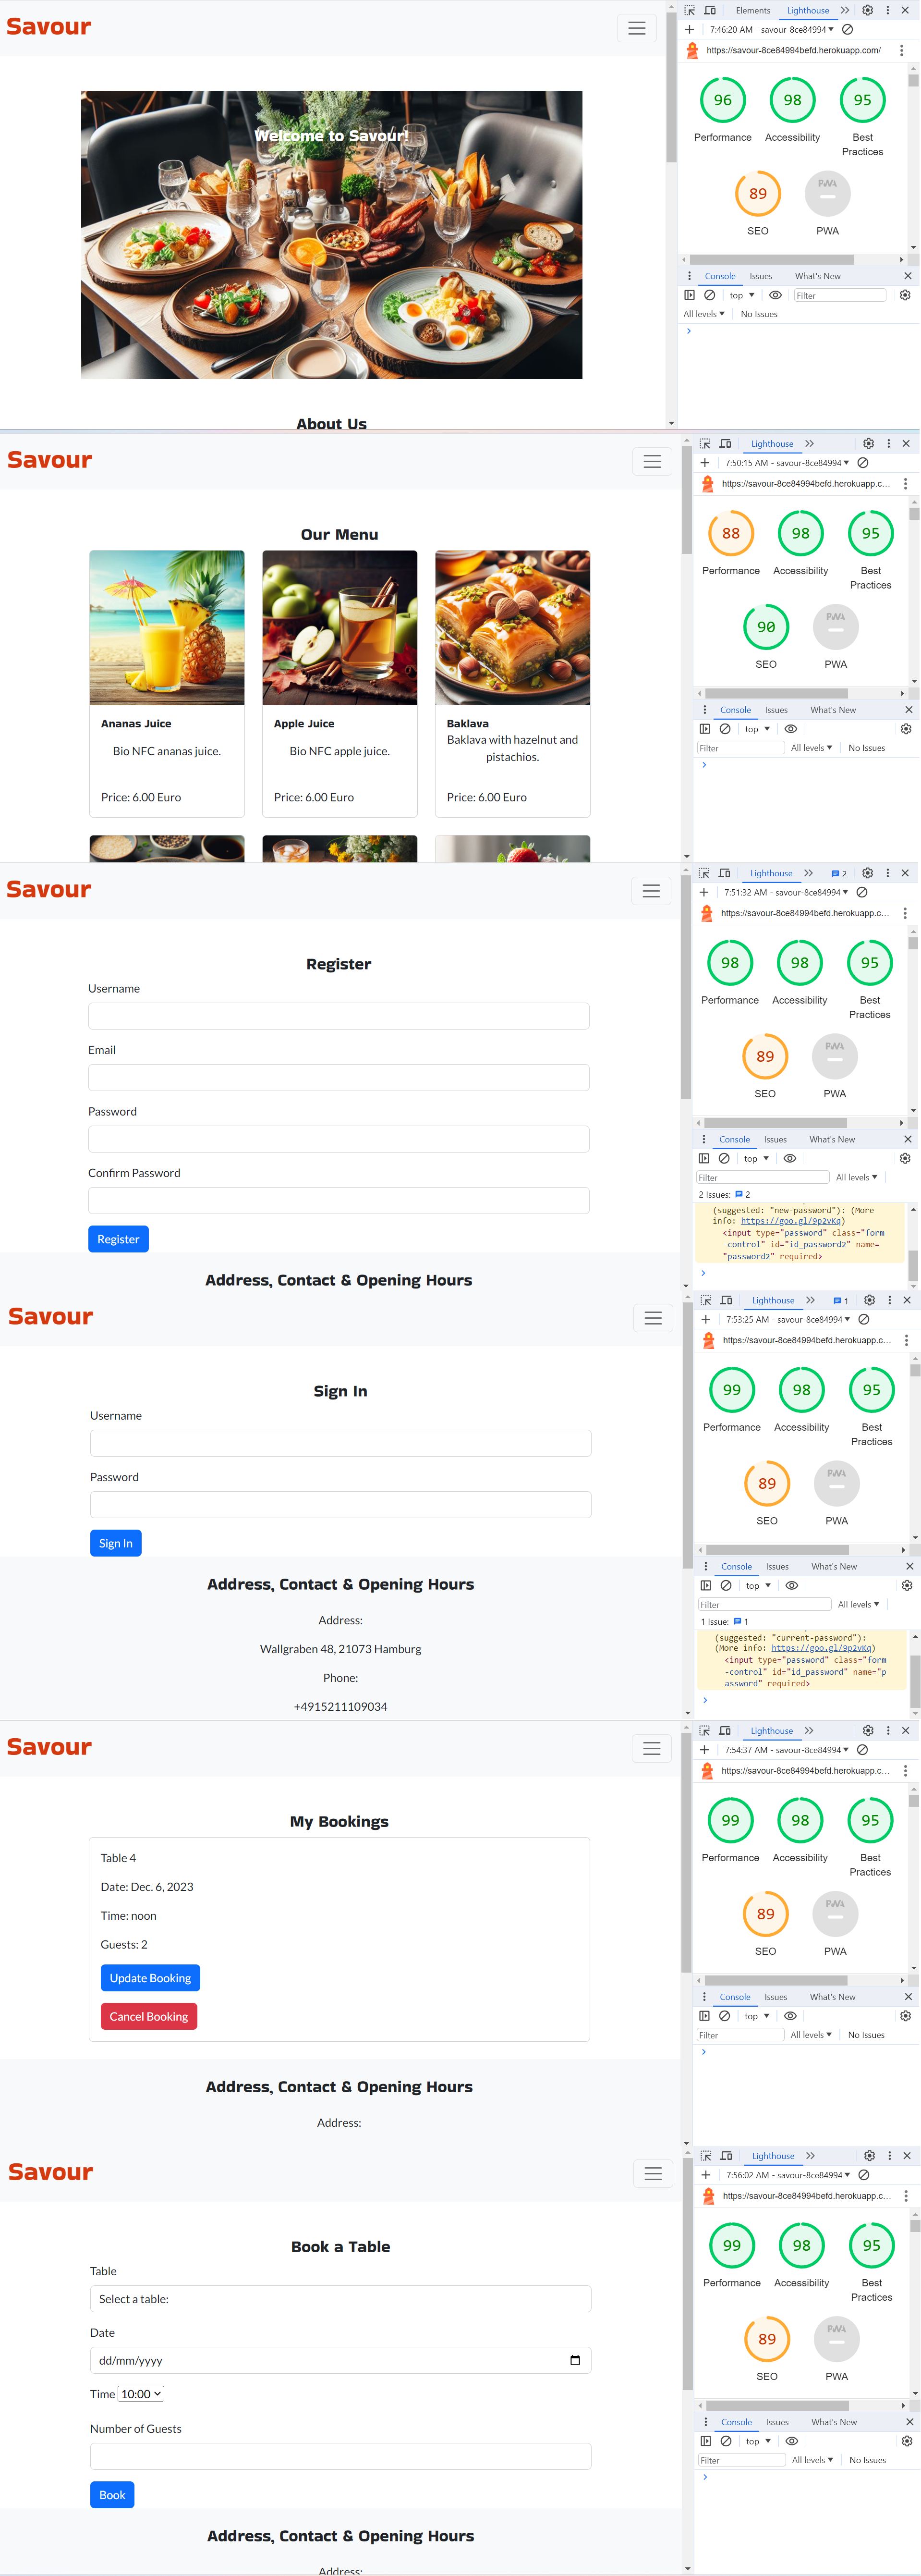 Savour
Welcome to Savour!
About Us
Elements
Lighthouse
7:46:20 AM - savour-8ce84994
https://savour-8ce84994befd.herokuapp.com/
96
98
95
Performance
Accessibility
Best
Practices
89
PWA
SEO
PWA
Console
Issues
What's New
top
Filter
All levels
No Issues
Savour
Our Menu
Ananas Juice
Bio NFC ananas juice.
Price: 6.00 Euro
Apple Juice
Bio NFC apple juice.
Price: 6.00 Euro
Baklava
Baklava with hazelnut and
pistachios.
Price: 6.00 Euro
Lighthouse
7:50:15 AM - savour-8ce84994
https://savour-8ce84994befd.herokuapp.c...
88
98
95
Performance
Accessibility
Best
Practices
90
PWA
SEO
PWA
Console
Issues
What's New
top
Filter
All levels
No Issues
Savour
Register
Username
Email
Password
Confirm Password
Register
Address, Contact & Opening Hours
Lighthouse
2
7:51:32 AM - savour-8ce84994
https://savour-8ce84994befd.herokuapp.c...
98
98
95
Performance
Accessibility
Best
Practices
89
PWA
SEO
PWA
Console
Issues
What's New
top
Filter
All levels
2 Issues: 2
(suggested: "new-password"): (More
info: https://goo.gl/9p2vKq)
<input type="password" class="form
-control" id="id_password2" name=
"password2" required>
Savour
Sign In
Username
Password
Sign In
Address, Contact & Opening Hours
Address:
Wallgraben 48, 21073 Hamburg
Phone:
+4915211109034
Lighthouse
1
7:53:25 AM - savour-8ce84994
https://savour-8ce84994befd.herokuapp.c...
99
98
95
Performance
Accessibility
Best
Practices
89
PWA
SEO
PWA
Console
Issues
What's New
top
Filter
All levels
1 Issue: 1
(suggested: "current-password"):
(More info: https://goo.gl/9p2vKq)
<input type="password" class="form
-control" id="id_password" name="p
assword" required>
Savour
My Bookings
Table 4
Date: Dec. 6, 2023
Time: noon
Guests: 2
Update Booking
Cancel Booking
Address, Contact & Opening Hours
Address:
Lighthouse
7:54:37 AM - savour-8ce84994
https://savour-8ce84994befd.herokuapp.c...
99
98
95
Performance
Accessibility
Best
Practices
89
PWA
SEO
PWA
Console
Issues
What's New
top
Filter
All levels
No Issues
Savour
Book a Table
Table
Select a table:
Date
dd/mm/yyyy
Time 10:00
Number of Guests
Book
Address, Contact & Opening Hours
Address:
Lighthouse
7:56:02 AM - savour-8ce84994
https://savour-8ce84994befd.herokuapp.c...
99
98
95
Performance
Accessibility
Best
Practices
89
PWA
SEO
PWA
Console
Issues
What's New
top
Filter
All levels
No Issues